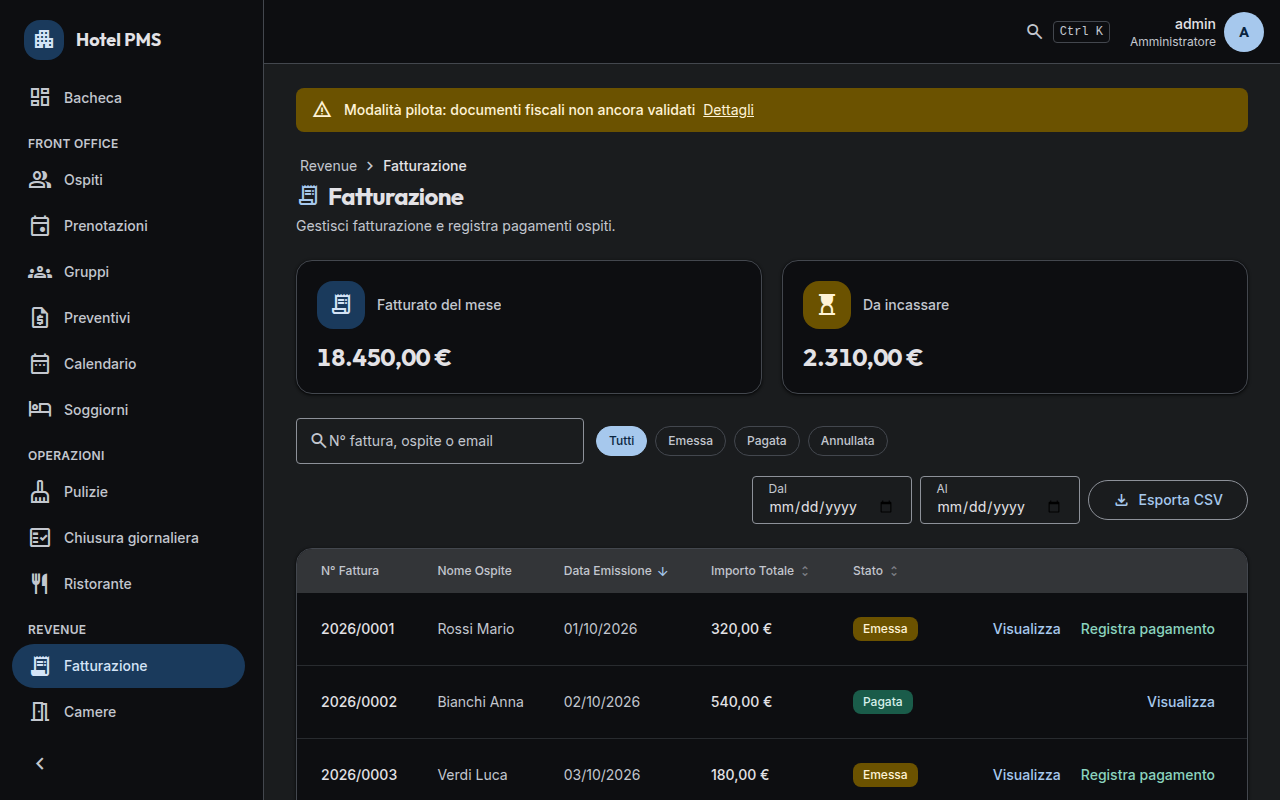 Hotel PMS
Bacheca
FRONT OFFICE
Ospiti
Prenotazioni
Gruppi
Preventivi
Calendario
Soggiorni
OPERAZIONI
Pulizie
Chiusura giornaliera
Ristorante
REVENUE
Fatturazione
Camere
Ctrl K
admin
Amministratore
A
Modalità pilota: documenti fiscali non ancora validati Dettagli
Revenue > Fatturazione
Fatturazione
Gestisci fatturazione e registra pagamenti ospiti.
Fatturato del mese
18.450,00 €
Da incassare
2.310,00 €
N° fattura, ospite o email
Tutti Emessa Pagata Annullata
Dal
mm/dd/yyyy
Al
mm/dd/yyyy
Esporta CSV
N° Fattura Nome Ospite Data Emissione Importo Totale Stato
2026/0001 Rossi Mario 01/10/2026 320,00 € Emessa Visualizza Registra pagamento
2026/0002 Bianchi Anna 02/10/2026 540,00 € Pagata Visualizza
2026/0003 Verdi Luca 03/10/2026 180,00 € Emessa Visualizza Registra pagamento